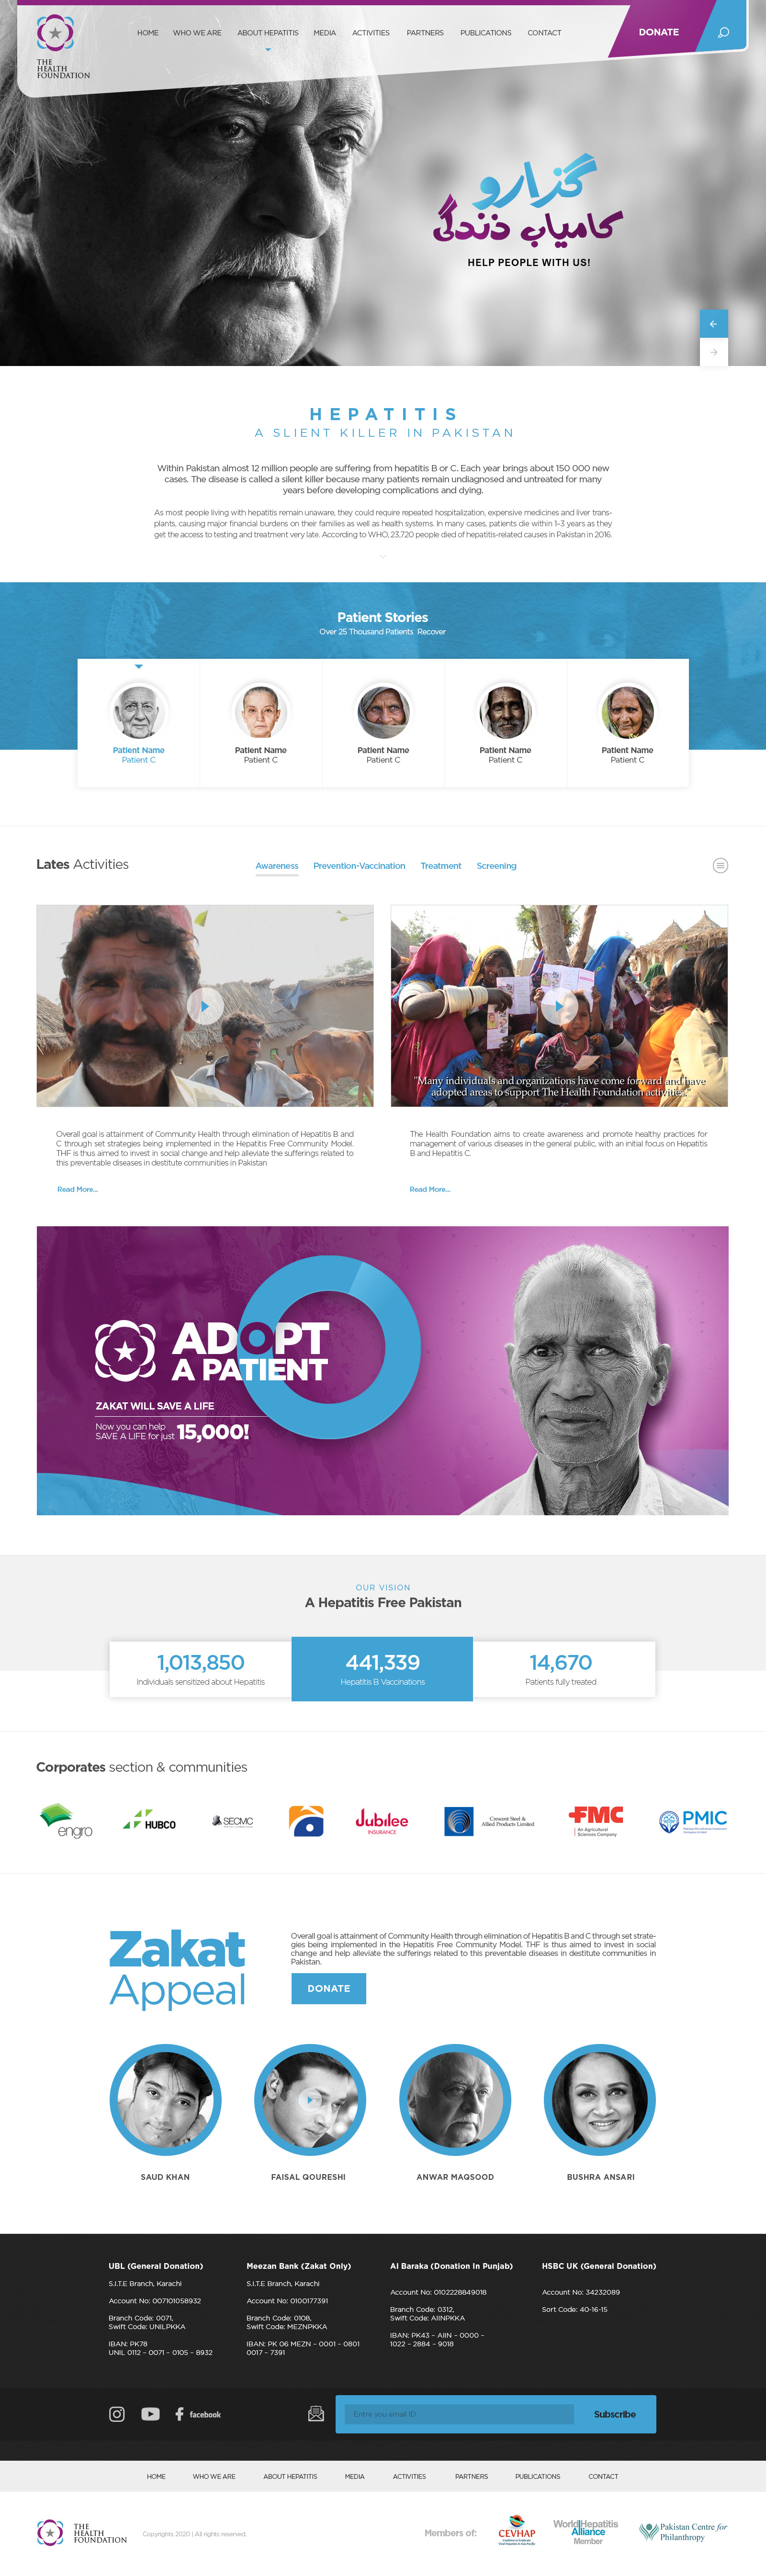 THE
HEALTH
FOUNDATION
HOME WHO WE ARE ABOUT HEPATITIS MEDIA ACTIVITIES PARTNERS PUBLICATIONS CONTACT
DONATE
گزارو
کامیاب ذندگی
HELP PEOPLE WITH US!
HEPATITIS
A SLIENT KILLER IN PAKISTAN
Within Pakistan almost 12 million people are suffering from hepatitis B or C. Each year brings about 150 000 new
cases. The disease is called a silent killer because many patients remain undiagnosed and untreated for many
years before developing complications and dying.
As most people living with hepatitis remain unaware, they could require repeated hospitalization, expensive medicines and liver trans-
plants, causing major financial burdens on their families as well as health systems. In many cases, patients die within 1–3 years as they
get the access to testing and treatment very late. According to WHO, 23,720 people died of hepatitis-related causes in Pakistan in 2016.
Patient Stories
Over 25 Thousand Patients Recover
Patient Name Patient Name Patient Name Patient Name Patient Name
Patient C Patient C Patient C Patient C Patient C
Lates Activities
Awareness Prevention-Vaccination Treatment Screening
"Many individuals and organizations have come forward and have
adopted areas to support The Health Foundation activities."
Overall goal is attainment of Community Health through elimination of Hepatitis B and
C through set strategies being implemented in the Hepatitis Free Community Model.
THF is thus aimed to invest in social change and help alleviate the sufferings related to
this preventable diseases in destitute communities in Pakistan
Read More...
The Health Foundation aims to create awareness and promote healthy practices for
management of various diseases in the general public, with an initial focus on Hepatitis
B and Hepatitis C.
Read More...
ADOPT
A PATIENT
ZAKAT WILL SAVE A LIFE
Now you can help
SAVE A LIFE for just 15,000!
OUR VISION
A Hepatitis Free Pakistan
1,013,850 441,339 14,670
Individuals sensitized about Hepatitis Hepatitis B Vaccinations Patients fully treated
Corporates section & communities
engro
HUBCO
SECMC
Jubilee
INSURANCE
Crescent Steel &
Allied Products Limited
FMC
An Agricultural
Sciences Company
PMIC
Zakat
Appeal
Overall goal is attainment of Community Health through elimination of Hepatitis B and C through set strate-
gies being implemented in the Hepatitis Free Community Model. THF is thus aimed to invest in social
change and help alleviate the sufferings related to this preventable diseases in destitute communities in
Pakistan.
DONATE
SAUD KHAN FAISAL QOURESHI ANWAR MAQSOOD BUSHRA ANSARI
UBL (General Donation)
S.I.T.E Branch, Karachi
Account No: 007101058932
Branch Code: 0071,
Swift Code: UNILPKKA
IBAN: PK78
UNIL 0112 – 0071 – 0105 – 8932
Meezan Bank (Zakat Only)
S.I.T.E Branch, Karachi
Account No: 0100177391
Branch Code: 0108,
Swift Code: MEZNPKKA
IBAN: PK 06 MEZN – 0001 – 0801
0017 – 7391
Al Baraka (Donation In Punjab)
Account No: 0102228849018
Branch Code: 0312,
Swift Code: AIINPKKA
IBAN: PK43 – AIIN – 0000 –
1022 – 2884 – 9018
HSBC UK (General Donation)
Account No: 34232089
Sort Code: 40-16-15
facebook
Entre you email ID
Subscribe
HOME WHO WE ARE ABOUT HEPATITIS MEDIA ACTIVITIES PARTNERS PUBLICATIONS CONTACT
THE
HEALTH
FOUNDATION
Copyrights 2020 | All rights reserved.
Members of:
CEVHAP
World Hepatitis
Alliance
Member
Pakistan Centre for
Philanthropy